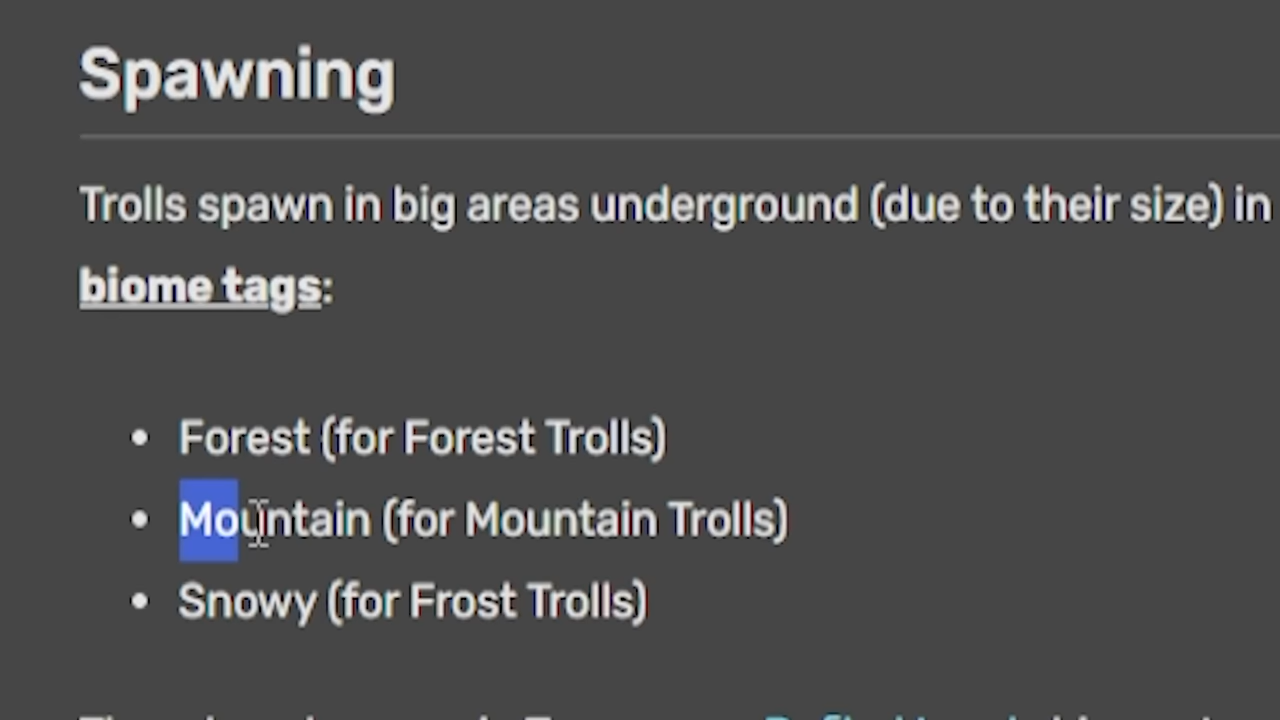 Spawning
Trolls spawn in big areas underground (due to their size) in
biome tags:
• Forest (for Forest Trolls)
• Mountain (for Mountain Trolls)
• Snowy (for Frost Trolls)